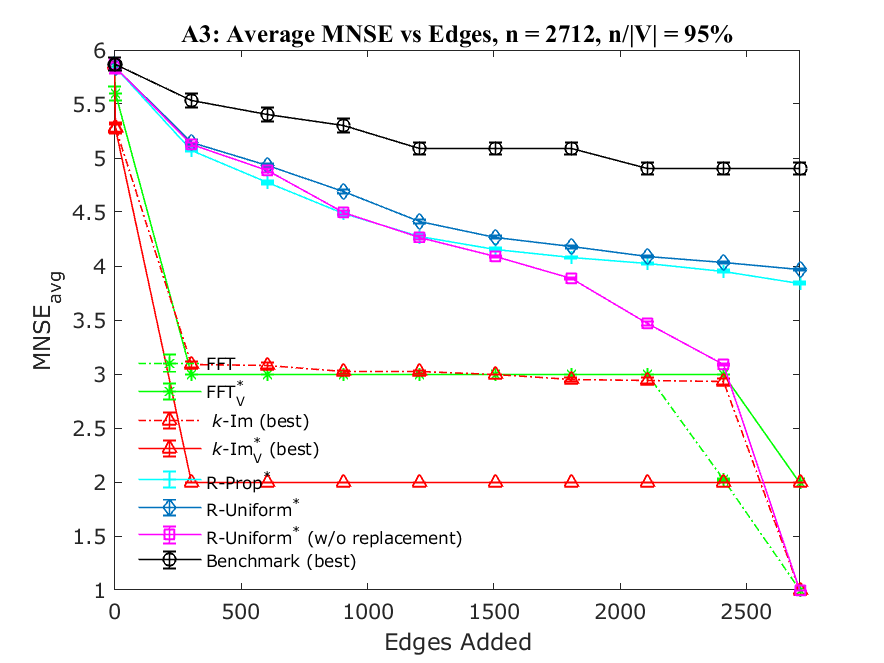 A3: Average MNSE vs Edges, n = 2712, n/|V| = 95%
6
5.5
5
4.5
4
3.5
3
2.5
2
1.5
1
MNSE_avg
FFT
FFT*_V
k-Im (best)
k-Im*_V (best)
R-Prop*
R-Uniform*
R-Uniform* (w/o replacement)
Benchmark (best)
0 500 1000 1500 2000 2500
Edges Added